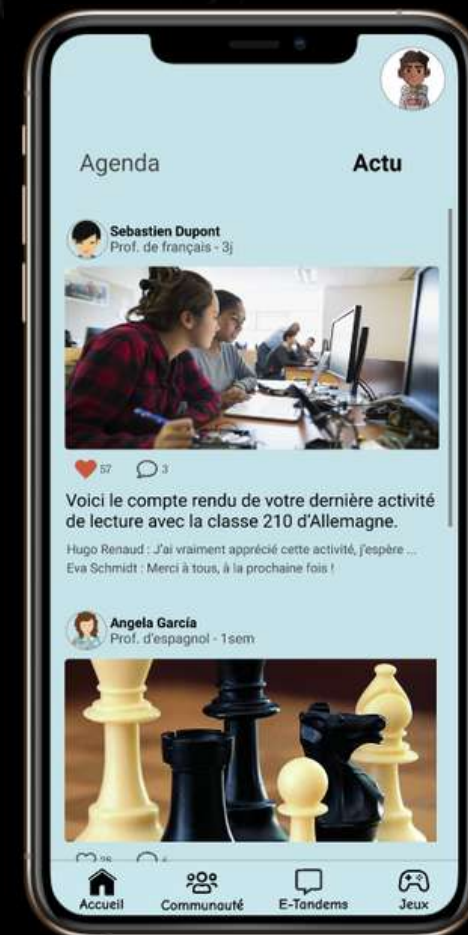 Agenda
Actu
Sebastien Dupont
Prof. de français - 3j
57
3
Voici le compte rendu de votre dernière activité
de lecture avec la classe 210 d'Allemagne.
Hugo Renaud : J'ai vraiment apprécié cette activité, j'espère ...
Eva Schmidt : Merci à tous, à la prochaine fois !
Angela García
Prof. d'espagnol - 1sem
Accueil
Communauté
E-Tandems
Jeux